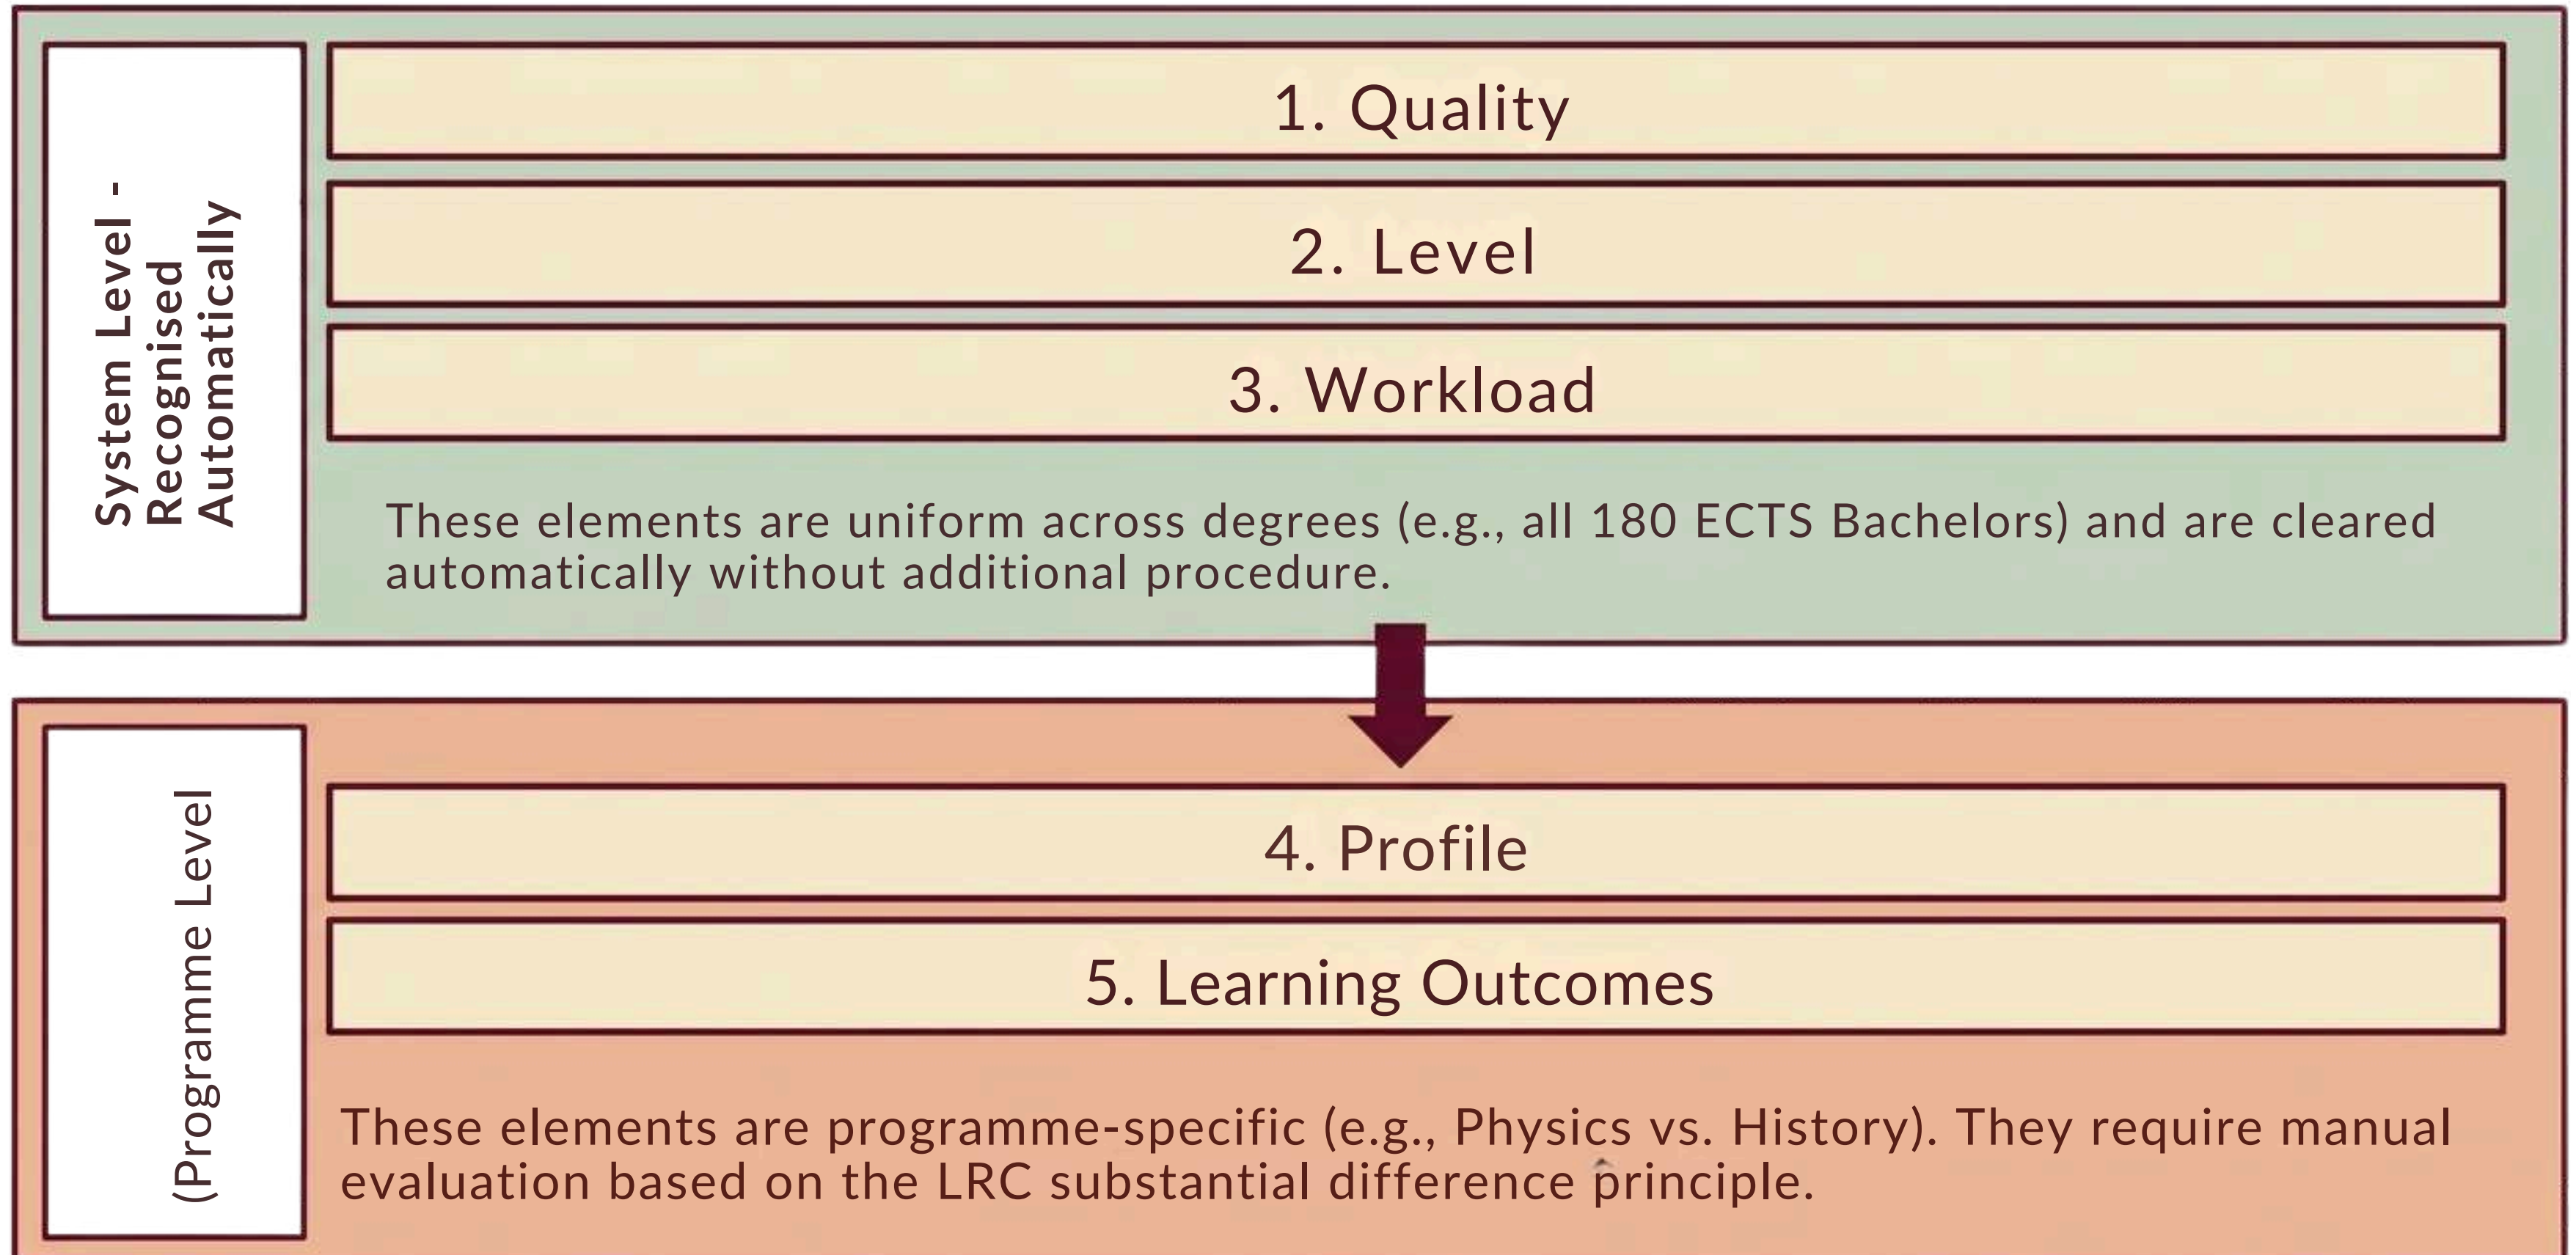 System Level -
Recognised
Automatically
1. Quality
2. Level
3. Workload
These elements are uniform across degrees (e.g., all 180 ECTS Bachelors) and are cleared
automatically without additional procedure.
(Programme Level
4. Profile
5. Learning Outcomes
These elements are programme-specific (e.g., Physics vs. History). They require manual
evaluation based on the LRC substantial difference principle.